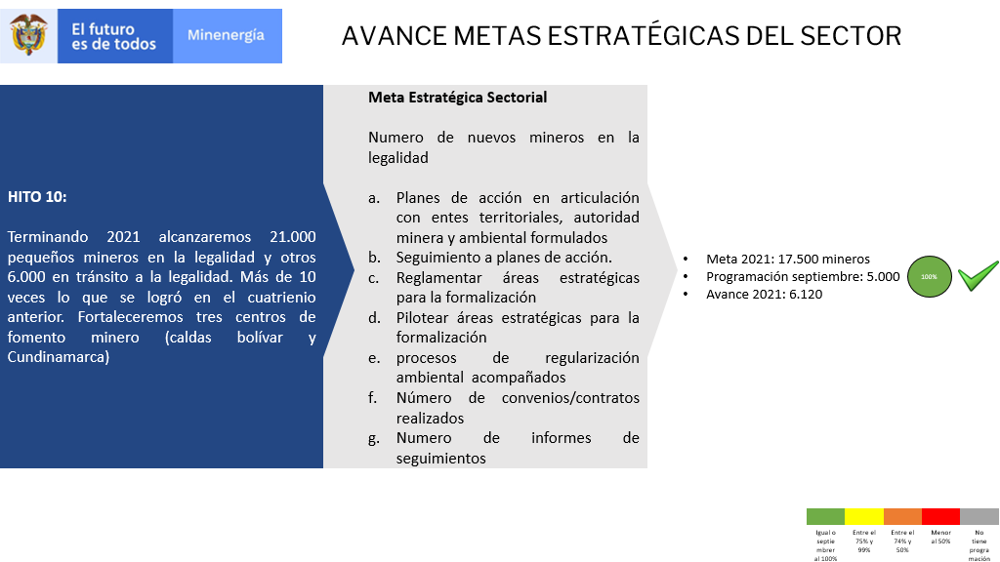 El futuro
es de todos
Minenergía
AVANCE METAS ESTRATÉGICAS DEL SECTOR
HITO 10:
Terminando 2021 alcanzaremos 21.000
pequeños mineros en la legalidad y otros
6.000 en tránsito a la legalidad. Más de 10
veces lo que se logró en el cuatrienio
anterior. Fortaleceremos tres centros de
fomento minero (caldas bolívar y
Cundinamarca)
Meta Estratégica Sectorial
Numero de nuevos mineros en la
legalidad
a. Planes de acción en articulación
con entes territoriales, autoridad
minera y ambiental formulados
b. Seguimiento a planes de acción.
c. Reglamentar áreas estratégicas
para la formalización
d. Pilotear áreas estratégicas para la
formalización
e. procesos de regularización
ambiental acompañados
f. Número de convenios/contratos
realizados
g. Numero de informes de
seguimientos
• Meta 2021: 17.500 mineros
• Programación septiembre: 5.000
• Avance 2021: 6.120
100%
Igual o
septie
mbrer
al 100%
Entre el
75% y
99%
Entre el
74% y
50%
Menor
al 50%
No
tiene
progra
mación